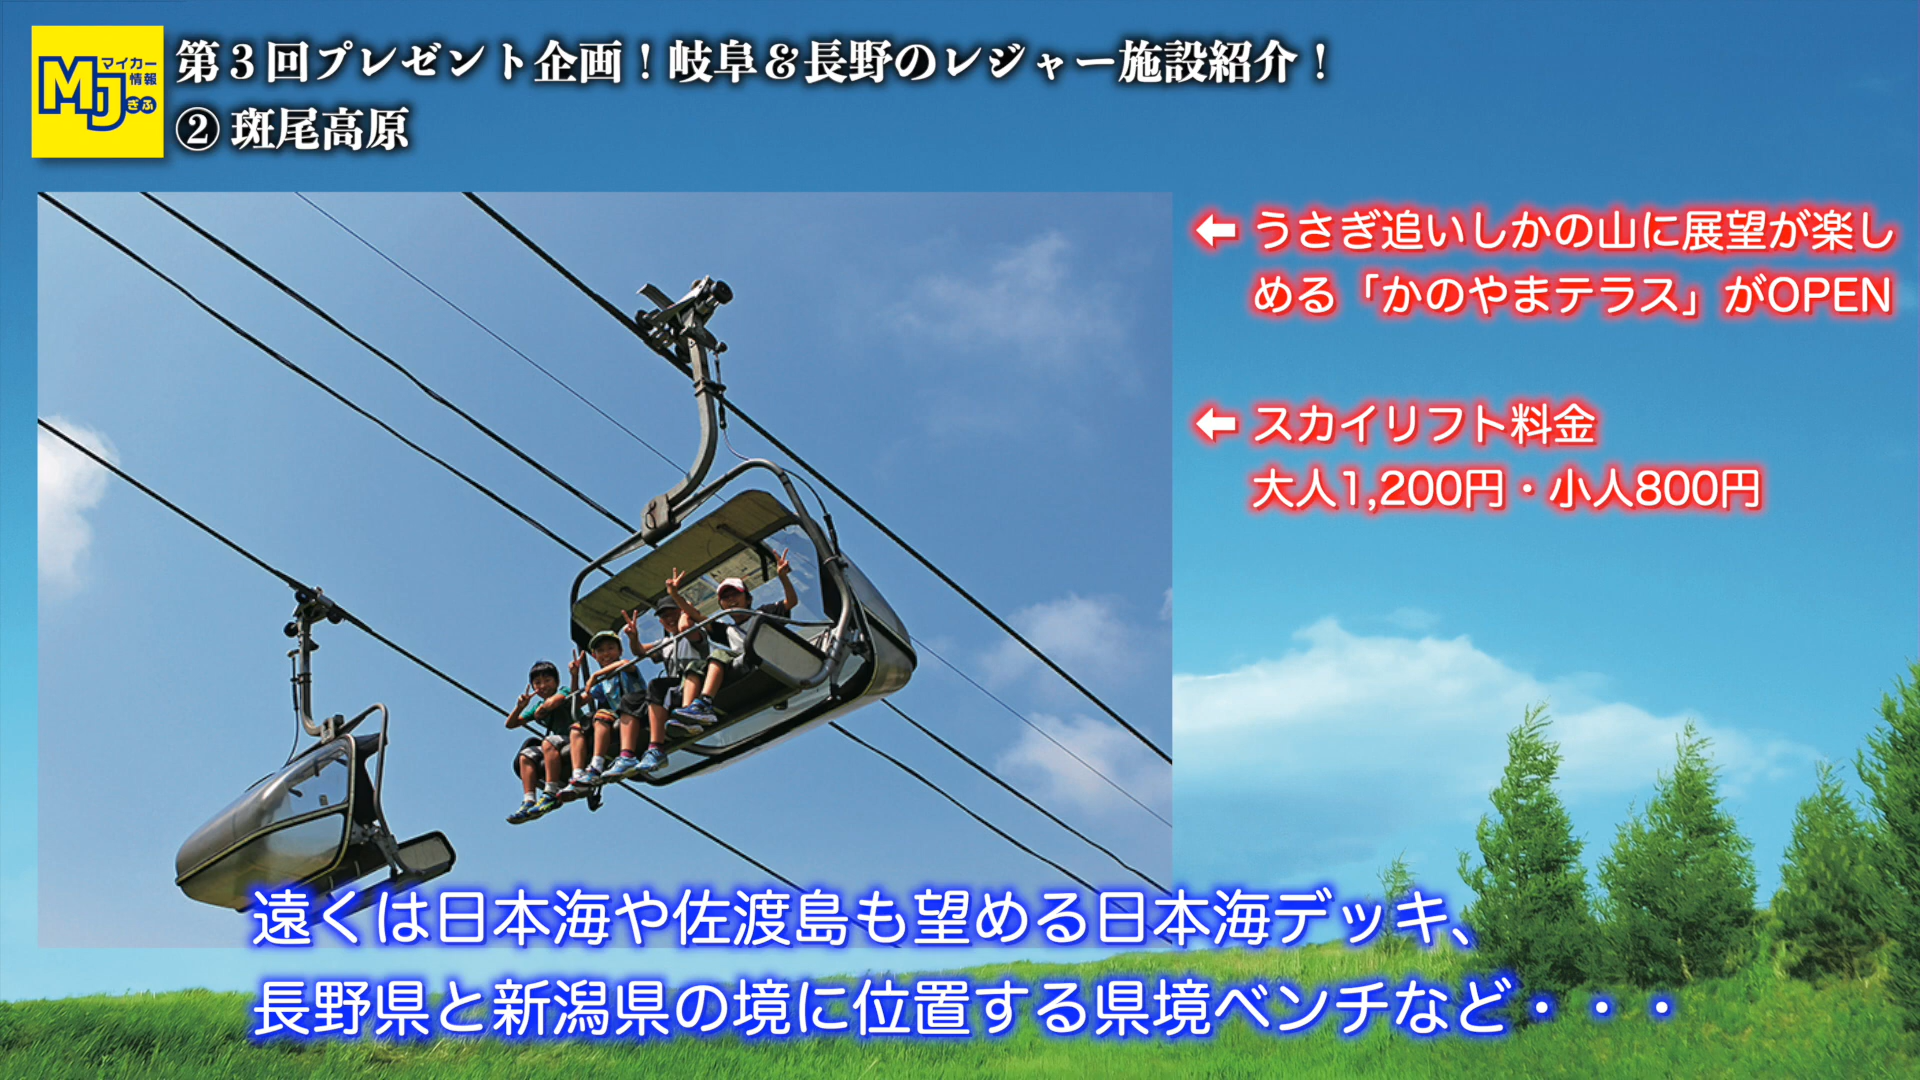 MJ
マイカー
情報
ぎふ
第3回プレゼント企画！岐阜＆長野のレジャー施設紹介！
② 斑尾高原
⬅ うさぎ追いしかの山に展望が楽し
める「かのやまテラス」がOPEN
⬅ スカイリフト料金
大人1,200円・小人800円
遠くは日本海や佐渡島も望める日本海デッキ、
長野県と新潟県の境に位置する県境ベンチなど・・・